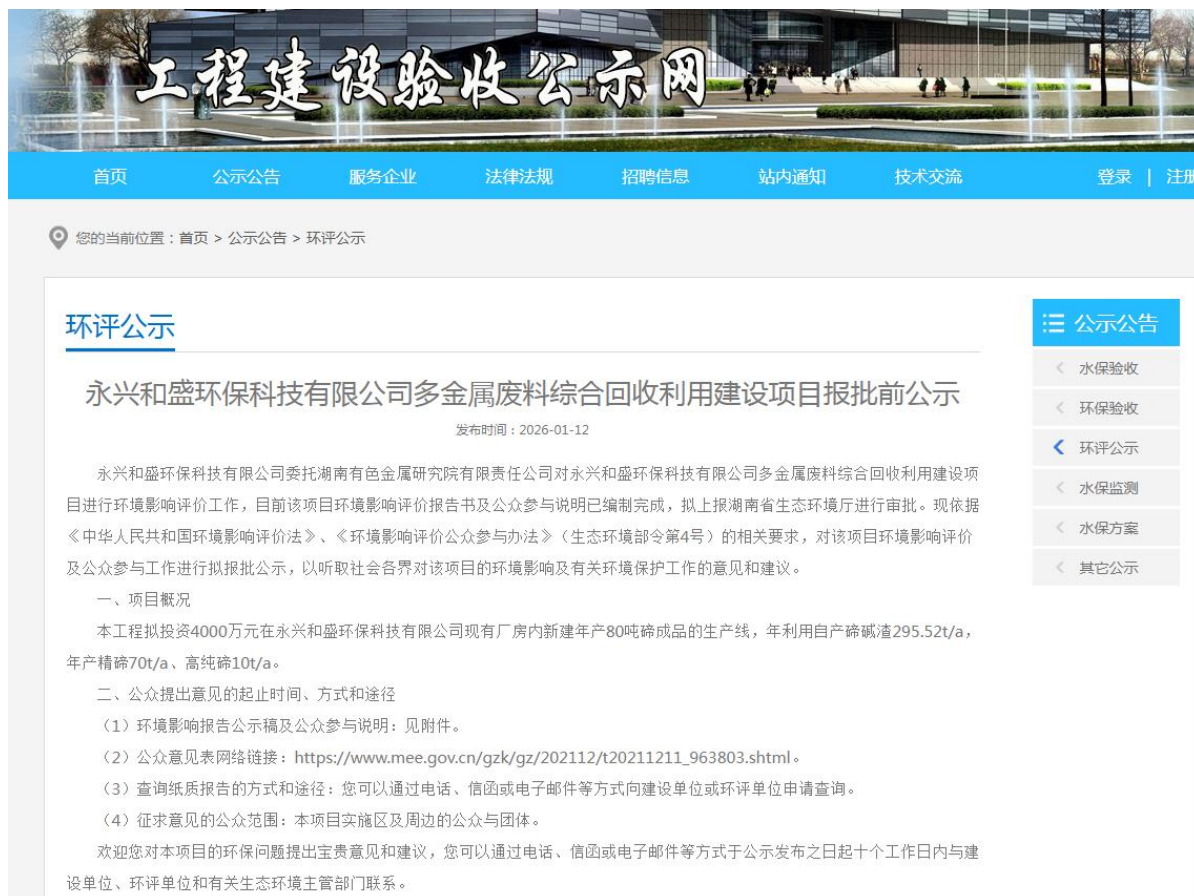 工程建设验收公示网
首页 公示公告 服务企业 法律法规 招聘信息 站内通知 技术交流 登录 | 注册
您的当前位置：首页 > 公示公告 > 环评公示
环评公示
永兴和盛环保科技有限公司多金属废料综合回收利用建设项目报批前公示
发布时间：2026-01-12
永兴和盛环保科技有限公司委托湖南有色金属研究院有限责任公司对永兴和盛环保科技有限公司多金属废料综合回收利用建设项
目进行环境影响评价工作，目前该项目环境影响评价报告书及公众参与说明已编制完成，拟上报湖南省生态环境厅进行审批。现依据
《中华人民共和国环境影响评价法》、《环境影响评价公众参与办法》（生态环境部令第4号）的相关要求，对该项目环境影响评价
及公众参与工作进行拟报批公示，以听取社会各界对该项目的环境影响及有关环境保护工作的意见和建议。
一、项目概况
本工程拟投资4000万元在永兴和盛环保科技有限公司现有厂房内新建年产80吨碲成品的生产线，年利用自产碲碱渣295.52t/a，
年产精碲70t/a、高纯碲10t/a。
二、公众提出意见的起止时间、方式和途径
（1）环境影响报告公示稿及公众参与说明：见附件。
（2）公众意见表网络链接：https://www.mee.gov.cn/gzk/gz/202112/t20211211_963803.shtml。
（3）查询纸质报告的方式和途径：您可以通过电话、信函或电子邮件等方式向建设单位或环评单位申请查询。
（4）征求意见的公众范围：本项目实施区及周边的公众与团体。
欢迎您对本项目的环保问题提出宝贵意见和建议，您可以通过电话、信函或电子邮件等方式于公示发布之日起十个工作日内与建
设单位、环评单位和有关生态环境主管部门联系。
公示公告
水保验收
环保验收
环评公示
水保监测
水保方案
其它公示